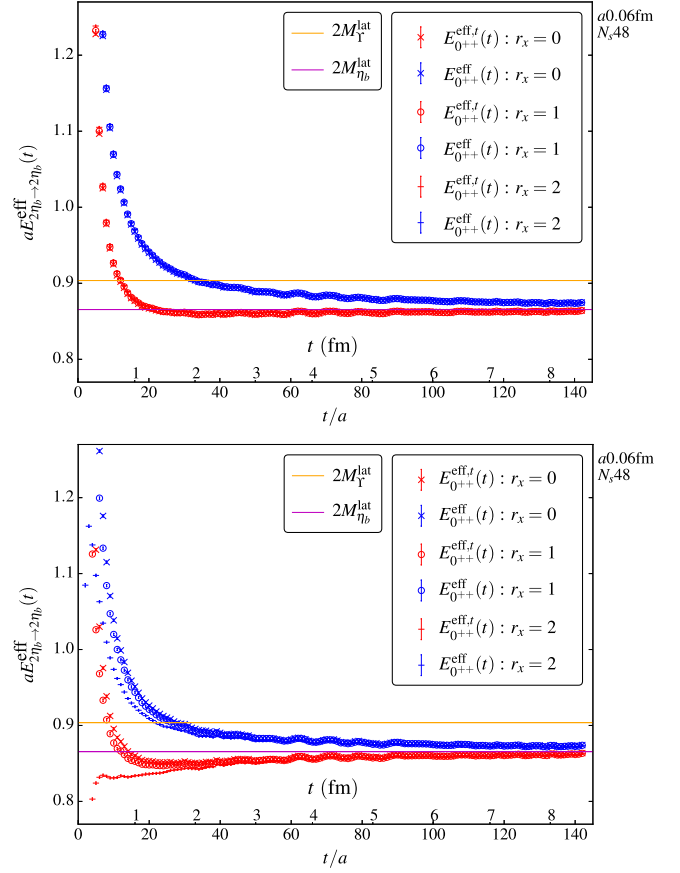 a0.06fm
N_s48
2M_Υ^lat
2M_{η_b}^lat
E_{0++}^{eff,t}(t) : r_x = 0
E_{0++}^{eff}(t) : r_x = 0
E_{0++}^{eff,t}(t) : r_x = 1
E_{0++}^{eff}(t) : r_x = 1
E_{0++}^{eff,t}(t) : r_x = 2
E_{0++}^{eff}(t) : r_x = 2
aE^{eff}_{2η_b→2η_b}(t)
1.2
1.1
1.0
0.9
0.8
t (fm)
1 2 3 4 5 6 7 8
0 20 40 60 80 100 120 140
t/a
a0.06fm
N_s48
2M_Υ^lat
2M_{η_b}^lat
E_{0++}^{eff,t}(t) : r_x = 0
E_{0++}^{eff}(t) : r_x = 0
E_{0++}^{eff,t}(t) : r_x = 1
E_{0++}^{eff}(t) : r_x = 1
E_{0++}^{eff,t}(t) : r_x = 2
E_{0++}^{eff}(t) : r_x = 2
aE^{eff}_{2η_b→2η_b}(t)
1.2
1.1
1.0
0.9
0.8
t (fm)
1 2 3 4 5 6 7 8
0 20 40 60 80 100 120 140
t/a